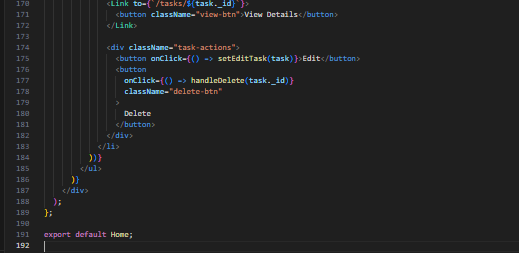 170 <Link to={`/tasks/${task._id}`}>
171 <button className="view-btn">View Details</button>
172 </Link>
173
174 <div className="task-actions">
175 <button onClick={() => setEditTask(task)}>Edit</button>
176 <button
177 onClick={() => handleDelete(task._id)}
178 className="delete-btn"
179 >
180 Delete
181 </button>
182 </div>
183 </li>
184 ))}
185 </ul>
186 )}
187 </div>
188 );
189 };
190
191 export default Home;
192